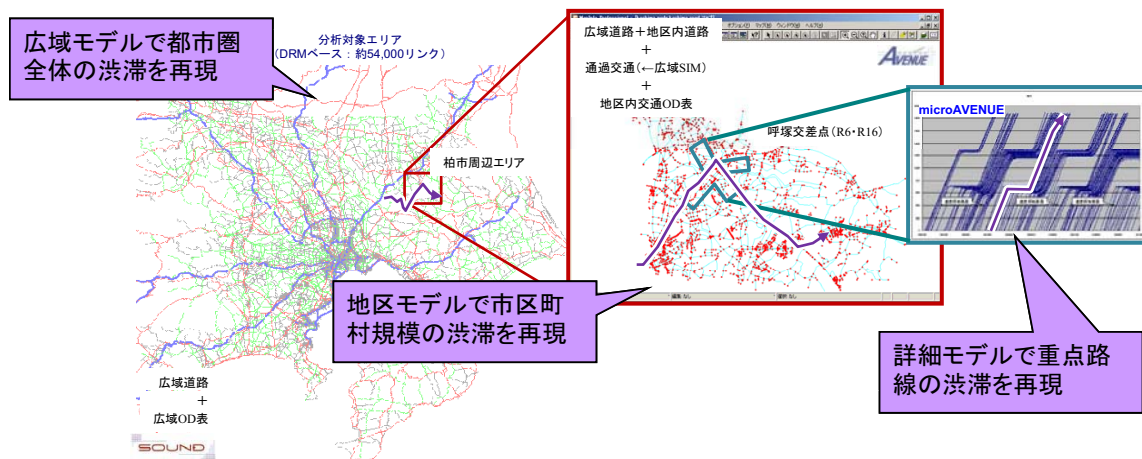 広域モデルで都市圏
全体の渋滞を再現
分析対象エリア
(DRMベース:約54,000リンク)
柏市周辺エリア
広域道路
+
広域OD表
SOUND
広域道路+地区内道路
+
通過交通(←広域SIM)
+
地区内交通OD表
AVENUE
呼塚交差点(R6・R16)
地区モデルで市区町
村規模の渋滞を再現
microAVENUE
詳細モデルで重点路
線の渋滞を再現